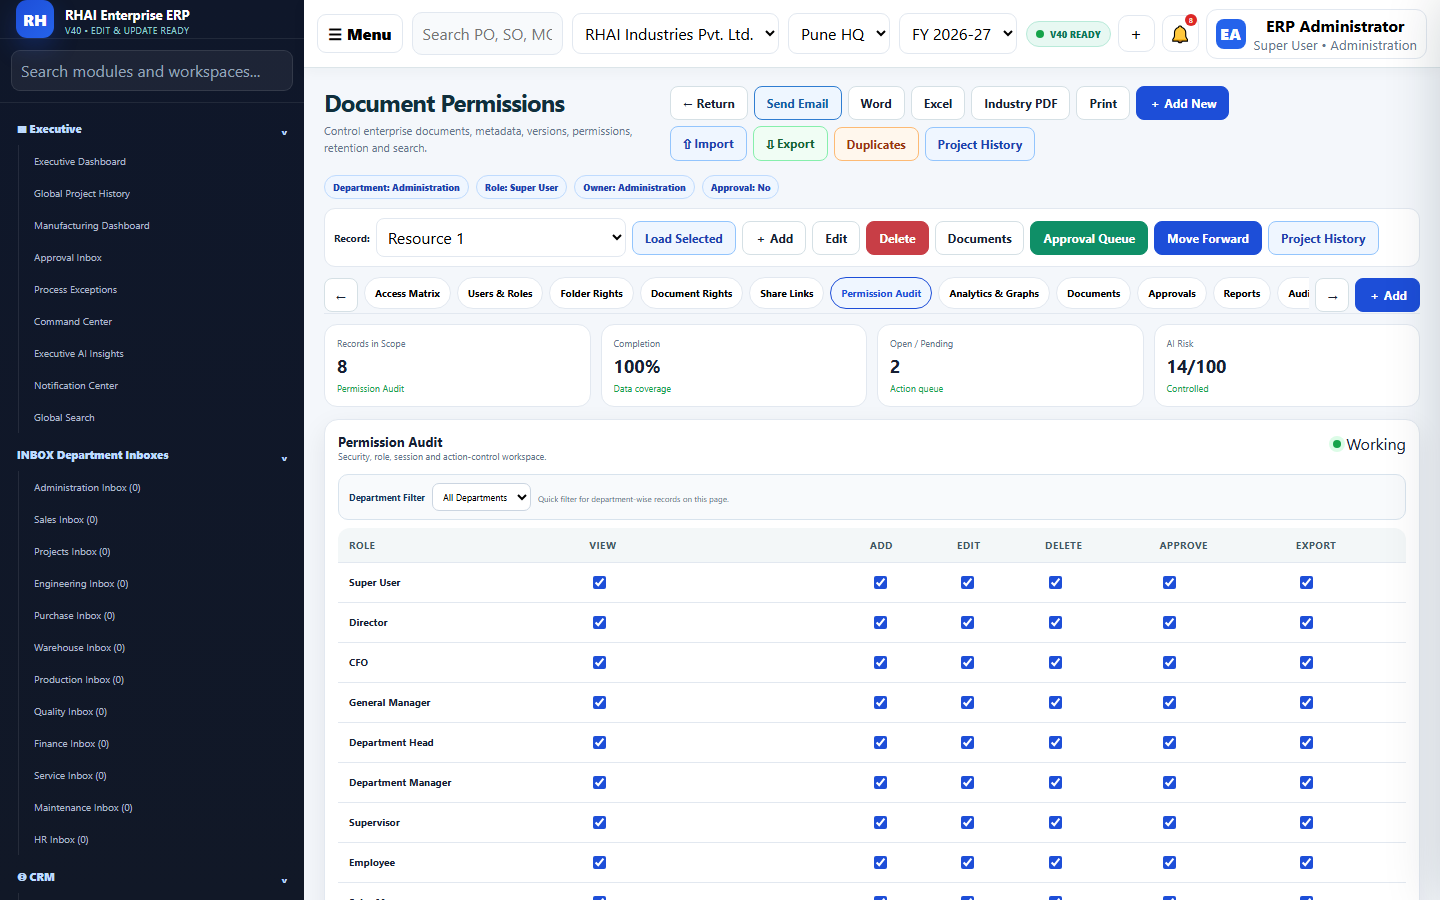 RH
RHAI Enterprise ERP
V40 • EDIT & UPDATE READY
Search modules and workspaces...
Executive
Executive Dashboard
Global Project History
Manufacturing Dashboard
Approval Inbox
Process Exceptions
Command Center
Executive AI Insights
Notification Center
Global Search
INBOX Department Inboxes
Administration Inbox (0)
Sales Inbox (0)
Projects Inbox (0)
Engineering Inbox (0)
Purchase Inbox (0)
Warehouse Inbox (0)
Production Inbox (0)
Quality Inbox (0)
Finance Inbox (0)
Service Inbox (0)
Maintenance Inbox (0)
HR Inbox (0)
CRM
☰ Menu
Search PO, SO, MO
RHAI Industries Pvt. Ltd.
Pune HQ
FY 2026-27
V40 READY
+
8
EA
ERP Administrator
Super User • Administration
Document Permissions
Control enterprise documents, metadata, versions, permissions,
retention and search.
← Return
Send Email
Word
Excel
Industry PDF
Print
+ Add New
⇧ Import
⇩ Export
Duplicates
Project History
Department: Administration
Role: Super User
Owner: Administration
Approval: No
Record:
Resource 1
Load Selected
+ Add
Edit
Delete
Documents
Approval Queue
Move Forward
Project History
←
Access Matrix
Users & Roles
Folder Rights
Document Rights
Share Links
Permission Audit
Analytics & Graphs
Documents
Approvals
Reports
Audi
→
+ Add
Records in Scope
8
Permission Audit
Completion
100%
Data coverage
Open / Pending
2
Action queue
AI Risk
14/100
Controlled
Permission Audit
Security, role, session and action-control workspace.
Working
Department Filter
All Departments
Quick filter for department-wise records on this page.
ROLE VIEW ADD EDIT DELETE APPROVE EXPORT
Super User
Director
CFO
General Manager
Department Head
Department Manager
Supervisor
Employee